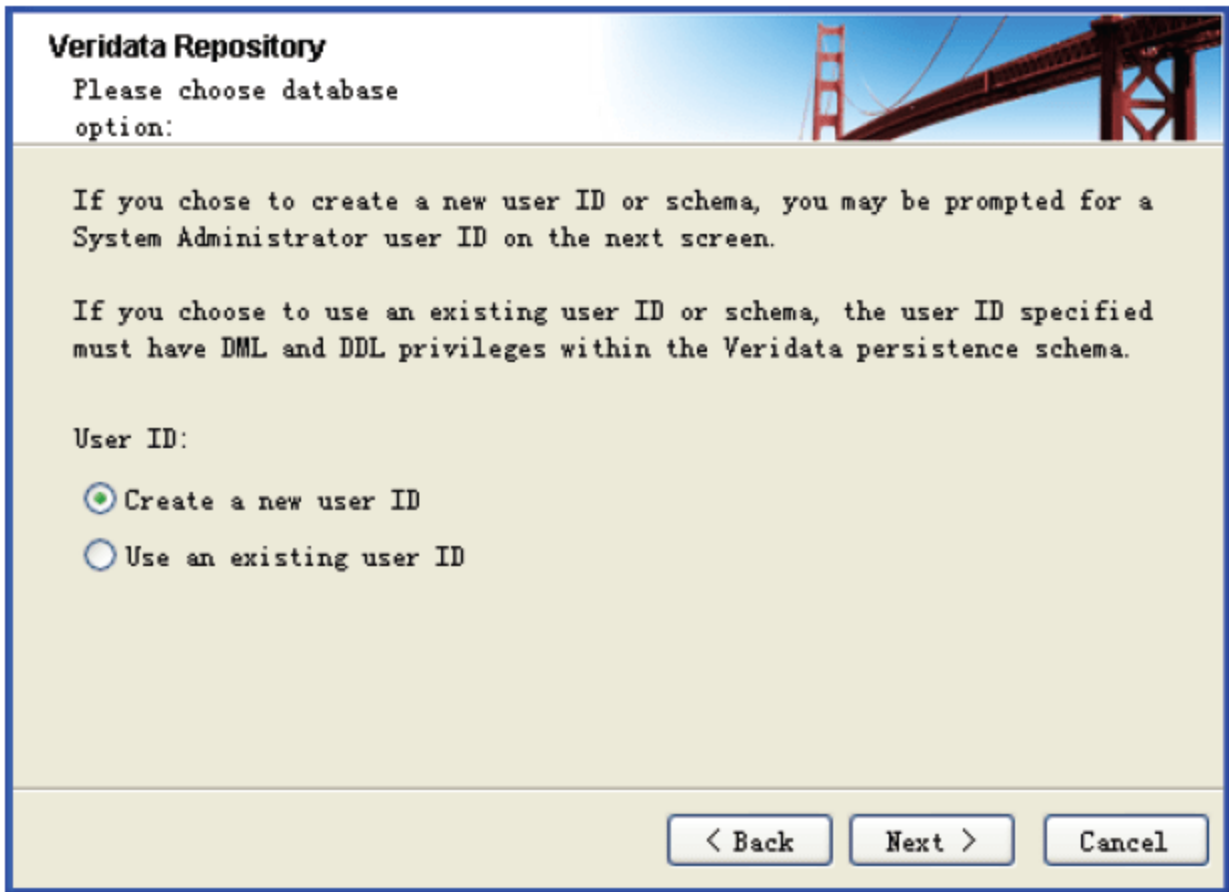 Veridata Repository
Please choose database
option:
If you chose to create a new user ID or schema, you may be prompted for a
System Administrator user ID on the next screen.
If you choose to use an existing user ID or schema, the user ID specified
must have DML and DDL privileges within the Veridata persistence schema.
User ID:
Create a new user ID
Use an existing user ID
< Back
Next >
Cancel